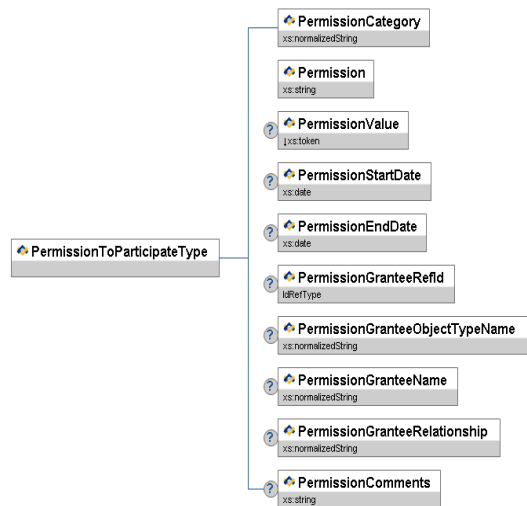 PermissionCategory
xs:normalizedString
Permission
xs:string
? PermissionValue
↓xs:token
? PermissionStartDate
xs:date
? PermissionEndDate
xs:date
PermissionToParticipateType
? PermissionGranteeRefId
IdRefType
? PermissionGranteeObjectTypeName
xs:normalizedString
? PermissionGranteeName
xs:normalizedString
? PermissionGranteeRelationship
xs:normalizedString
? PermissionComments
xs:string